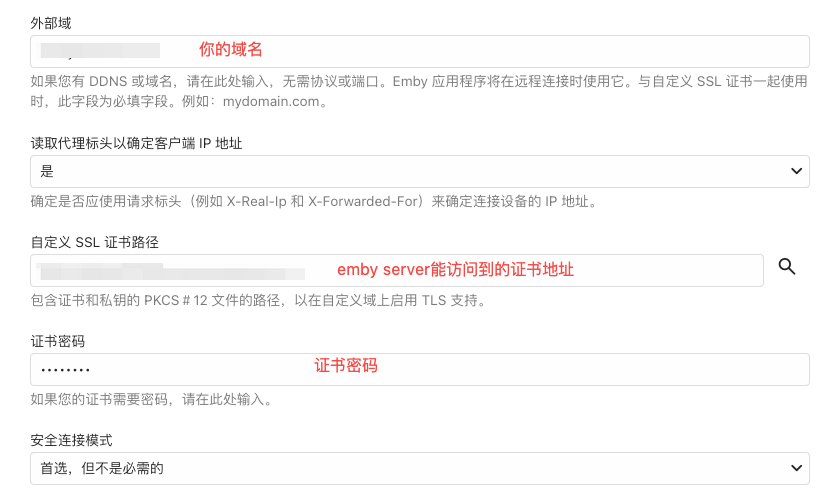 外部域
你的域名
如果您有 DDNS 或域名，请在此处输入，无需协议或端口。Emby 应用程序将在远程连接时使用它。与自定义 SSL 证书一起使用
时，此字段为必填字段。例如：mydomain.com。
读取代理标头以确定客户端 IP 地址
是
确定是否应使用请求标头（例如 X-Real-Ip 和 X-Forwarded-For）来确定连接设备的 IP 地址。
自定义 SSL 证书路径
emby server能访问到的证书地址
包含证书和私钥的 PKCS＃12 文件的路径，以在自定义域上启用 TLS 支持。
证书密码
•••••••• 证书密码
如果您的证书需要密码，请在此处输入。
安全连接模式
首选，但不是必需的